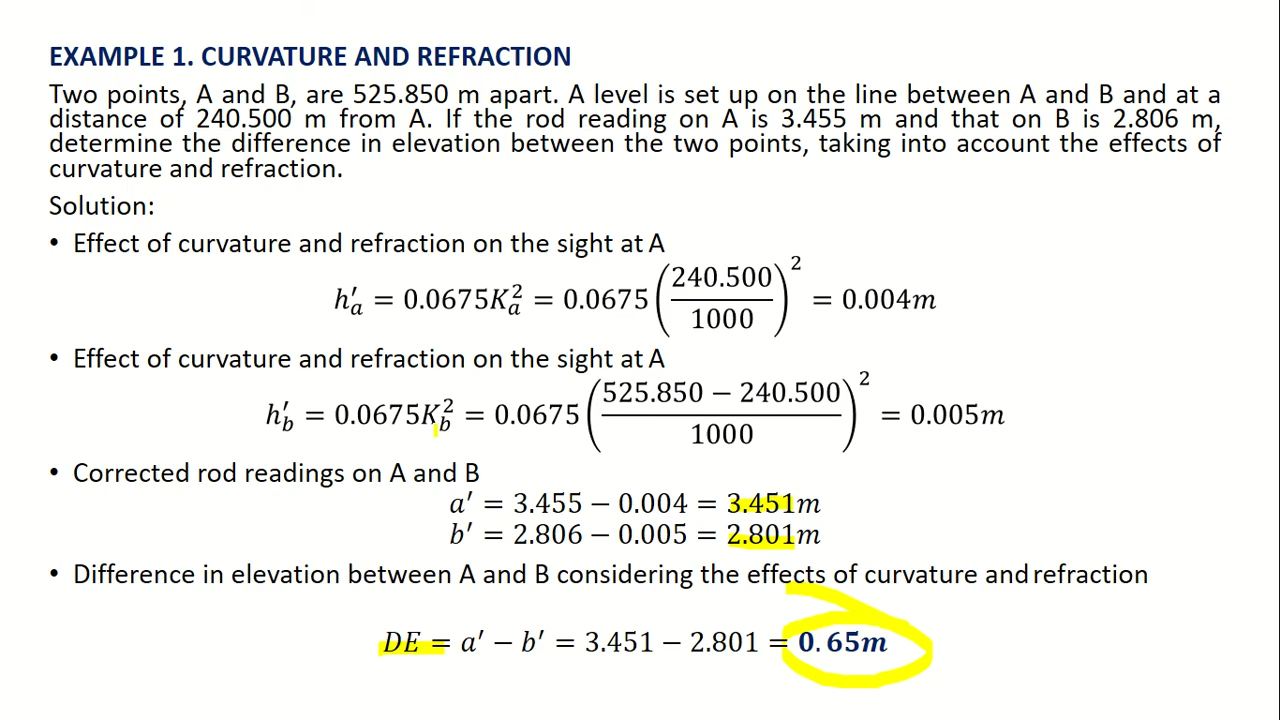 EXAMPLE 1. CURVATURE AND REFRACTION
Two points, A and B, are 525.850 m apart. A level is set up on the line between A and B and at a
distance of 240.500 m from A. If the rod reading on A is 3.455 m and that on B is 2.806 m,
determine the difference in elevation between the two points, taking into account the effects of
curvature and refraction.
Solution:
• Effect of curvature and refraction on the sight at A
h′ₐ = 0.0675Kₐ² = 0.0675(240.500/1000)² = 0.004m
• Effect of curvature and refraction on the sight at A
h′_b = 0.0675K_b² = 0.0675((525.850 − 240.500)/1000)² = 0.005m
• Corrected rod readings on A and B
a′ = 3.455 − 0.004 = 3.451m
b′ = 2.806 − 0.005 = 2.801m
• Difference in elevation between A and B considering the effects of curvature and refraction
DE = a′ − b′ = 3.451 − 2.801 = 0.65m